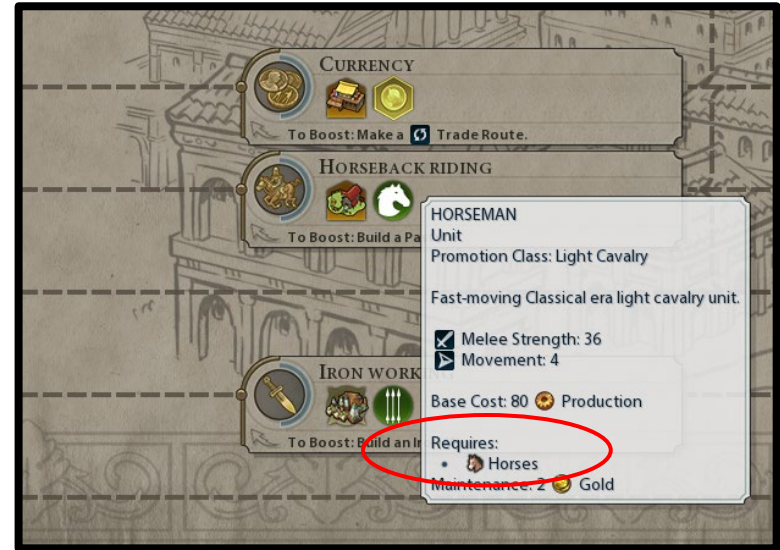 CURRENCY
To Boost: Make a Trade Route.
HORSEBACK RIDING
To Boost: Build a Pa
HORSEMAN
Unit
Promotion Class: Light Cavalry
Fast-moving Classical era light cavalry unit.
Melee Strength: 36
Movement: 4
Base Cost: 80 Production
Requires:
• Horses
Maintenance: 2 Gold
IRON WORKING
To Boost: Build an Ir